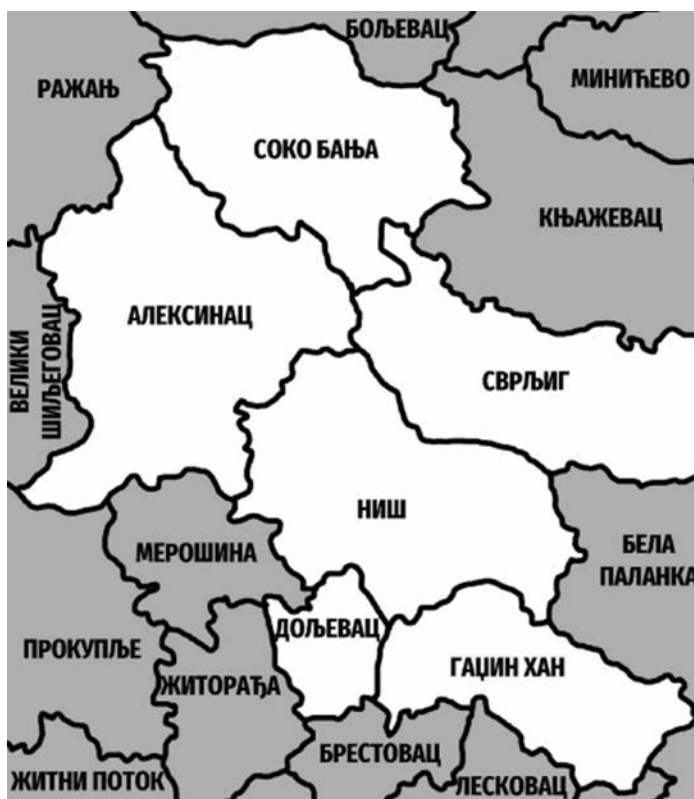 БОЉЕВАЦ
МИНИЋЕВО
РАЖАЊ
СОКО БАЊА
КЊАЖЕВАЦ
АЛЕКСИНАЦ
ВЕЛИКИ
ШИЉЕГОВАЦ
СВРЉИГ
НИШ
МЕРОШИНА
БЕЛА
ПАЛАНКА
ДОЉЕВАЦ
ПРОКУПЉЕ
ГАЏИН ХАН
ЖИТОРАЂА
БРЕСТОВАЦ
ЖИТНИ ПОТОК
ЛЕСКОВАЦ